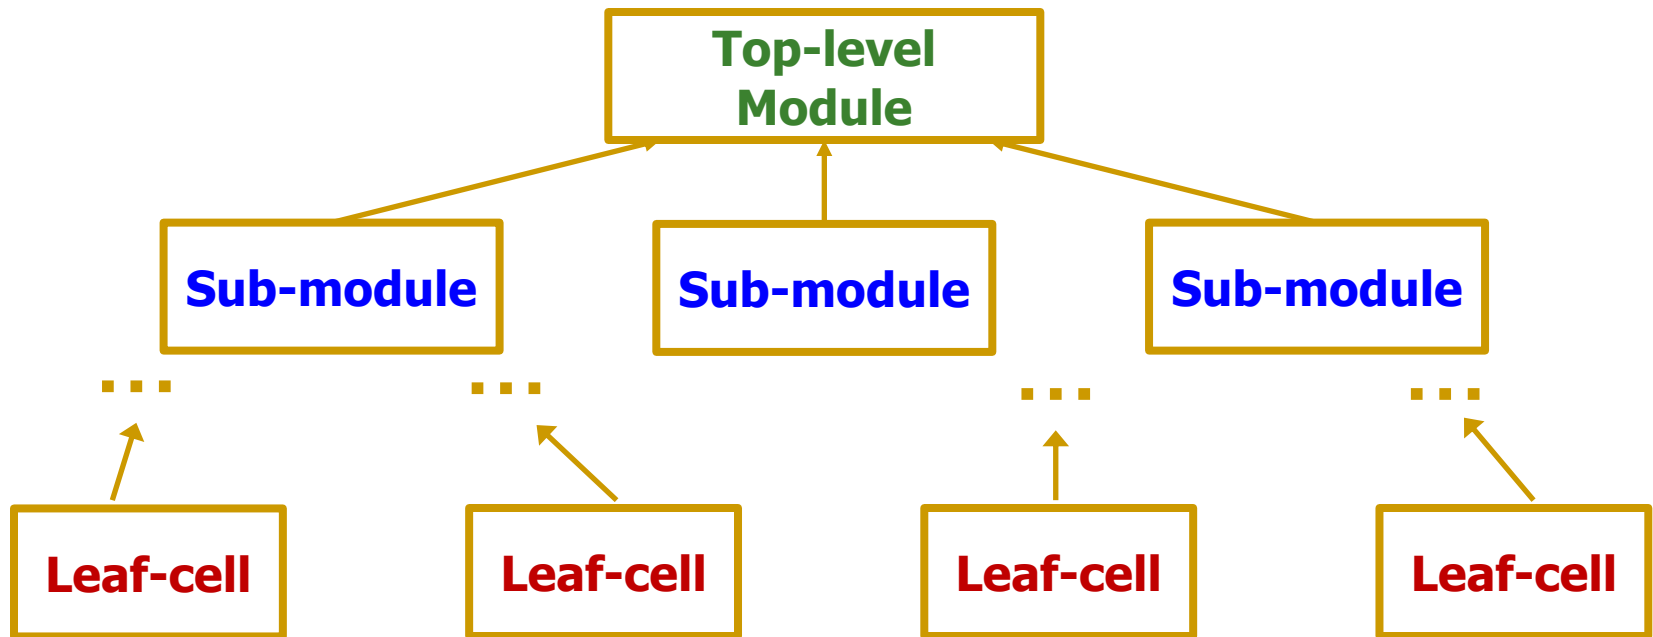 Top-level
Module
Sub-module
Sub-module
Sub-module
...
...
...
...
Leaf-cell
Leaf-cell
Leaf-cell
Leaf-cell